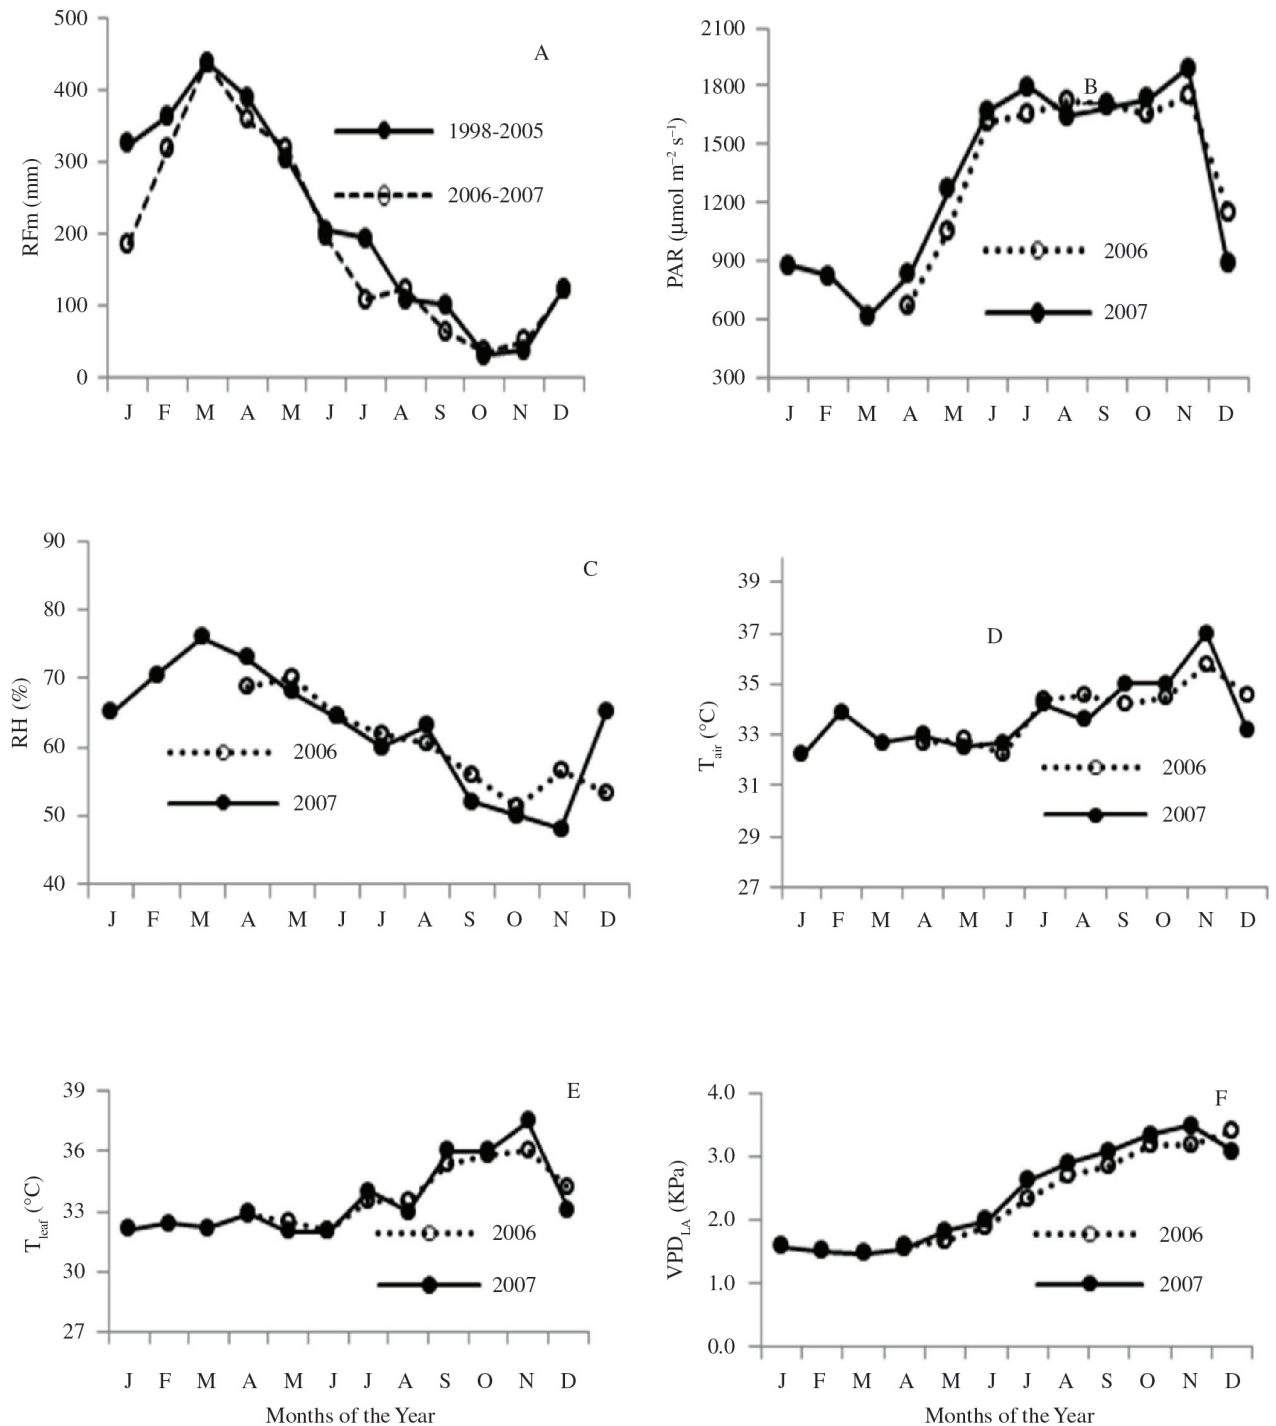 500
400
300
200
100
0
RFm (mm)
A
1998-2005
2006-2007
J F M A M J J A S O N D
2100
1800
1500
1200
900
600
300
PAR (µmol m−2 s−1)
B
2006
2007
J F M A M J J A S O N D
90
80
70
60
50
40
RH (%)
C
2006
2007
J F M A M J J A S O N D
39
37
35
33
31
29
27
Tair (°C)
D
2006
2007
J F M A M J J A S O N D
39
36
33
30
27
Tleaf (°C)
E
2006
2007
J F M A M J J A S O N D
Months of the Year
4.0
3.0
2.0
1.0
0.0
VPDLA (KPa)
F
2006
2007
J F M A M J J A S O N D
Months of the Year